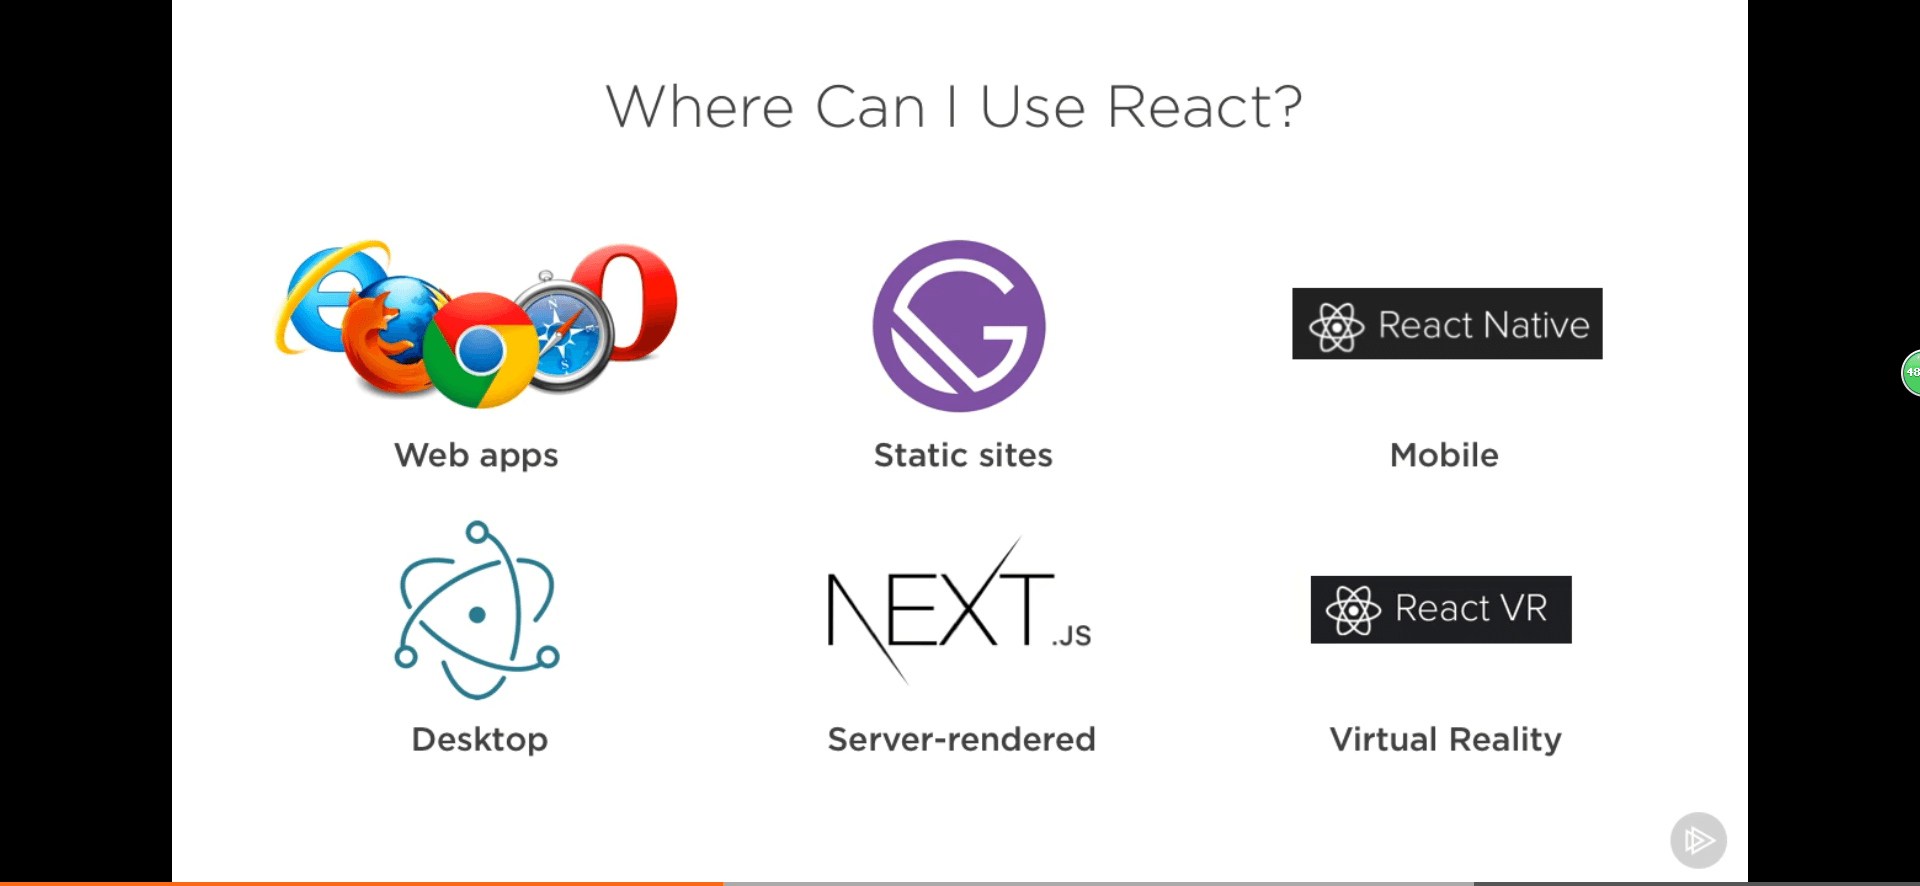 Where Can I Use React?
React Native
Web apps
Static sites
Mobile
NEXT.JS
React VR
Desktop
Server-rendered
Virtual Reality
48